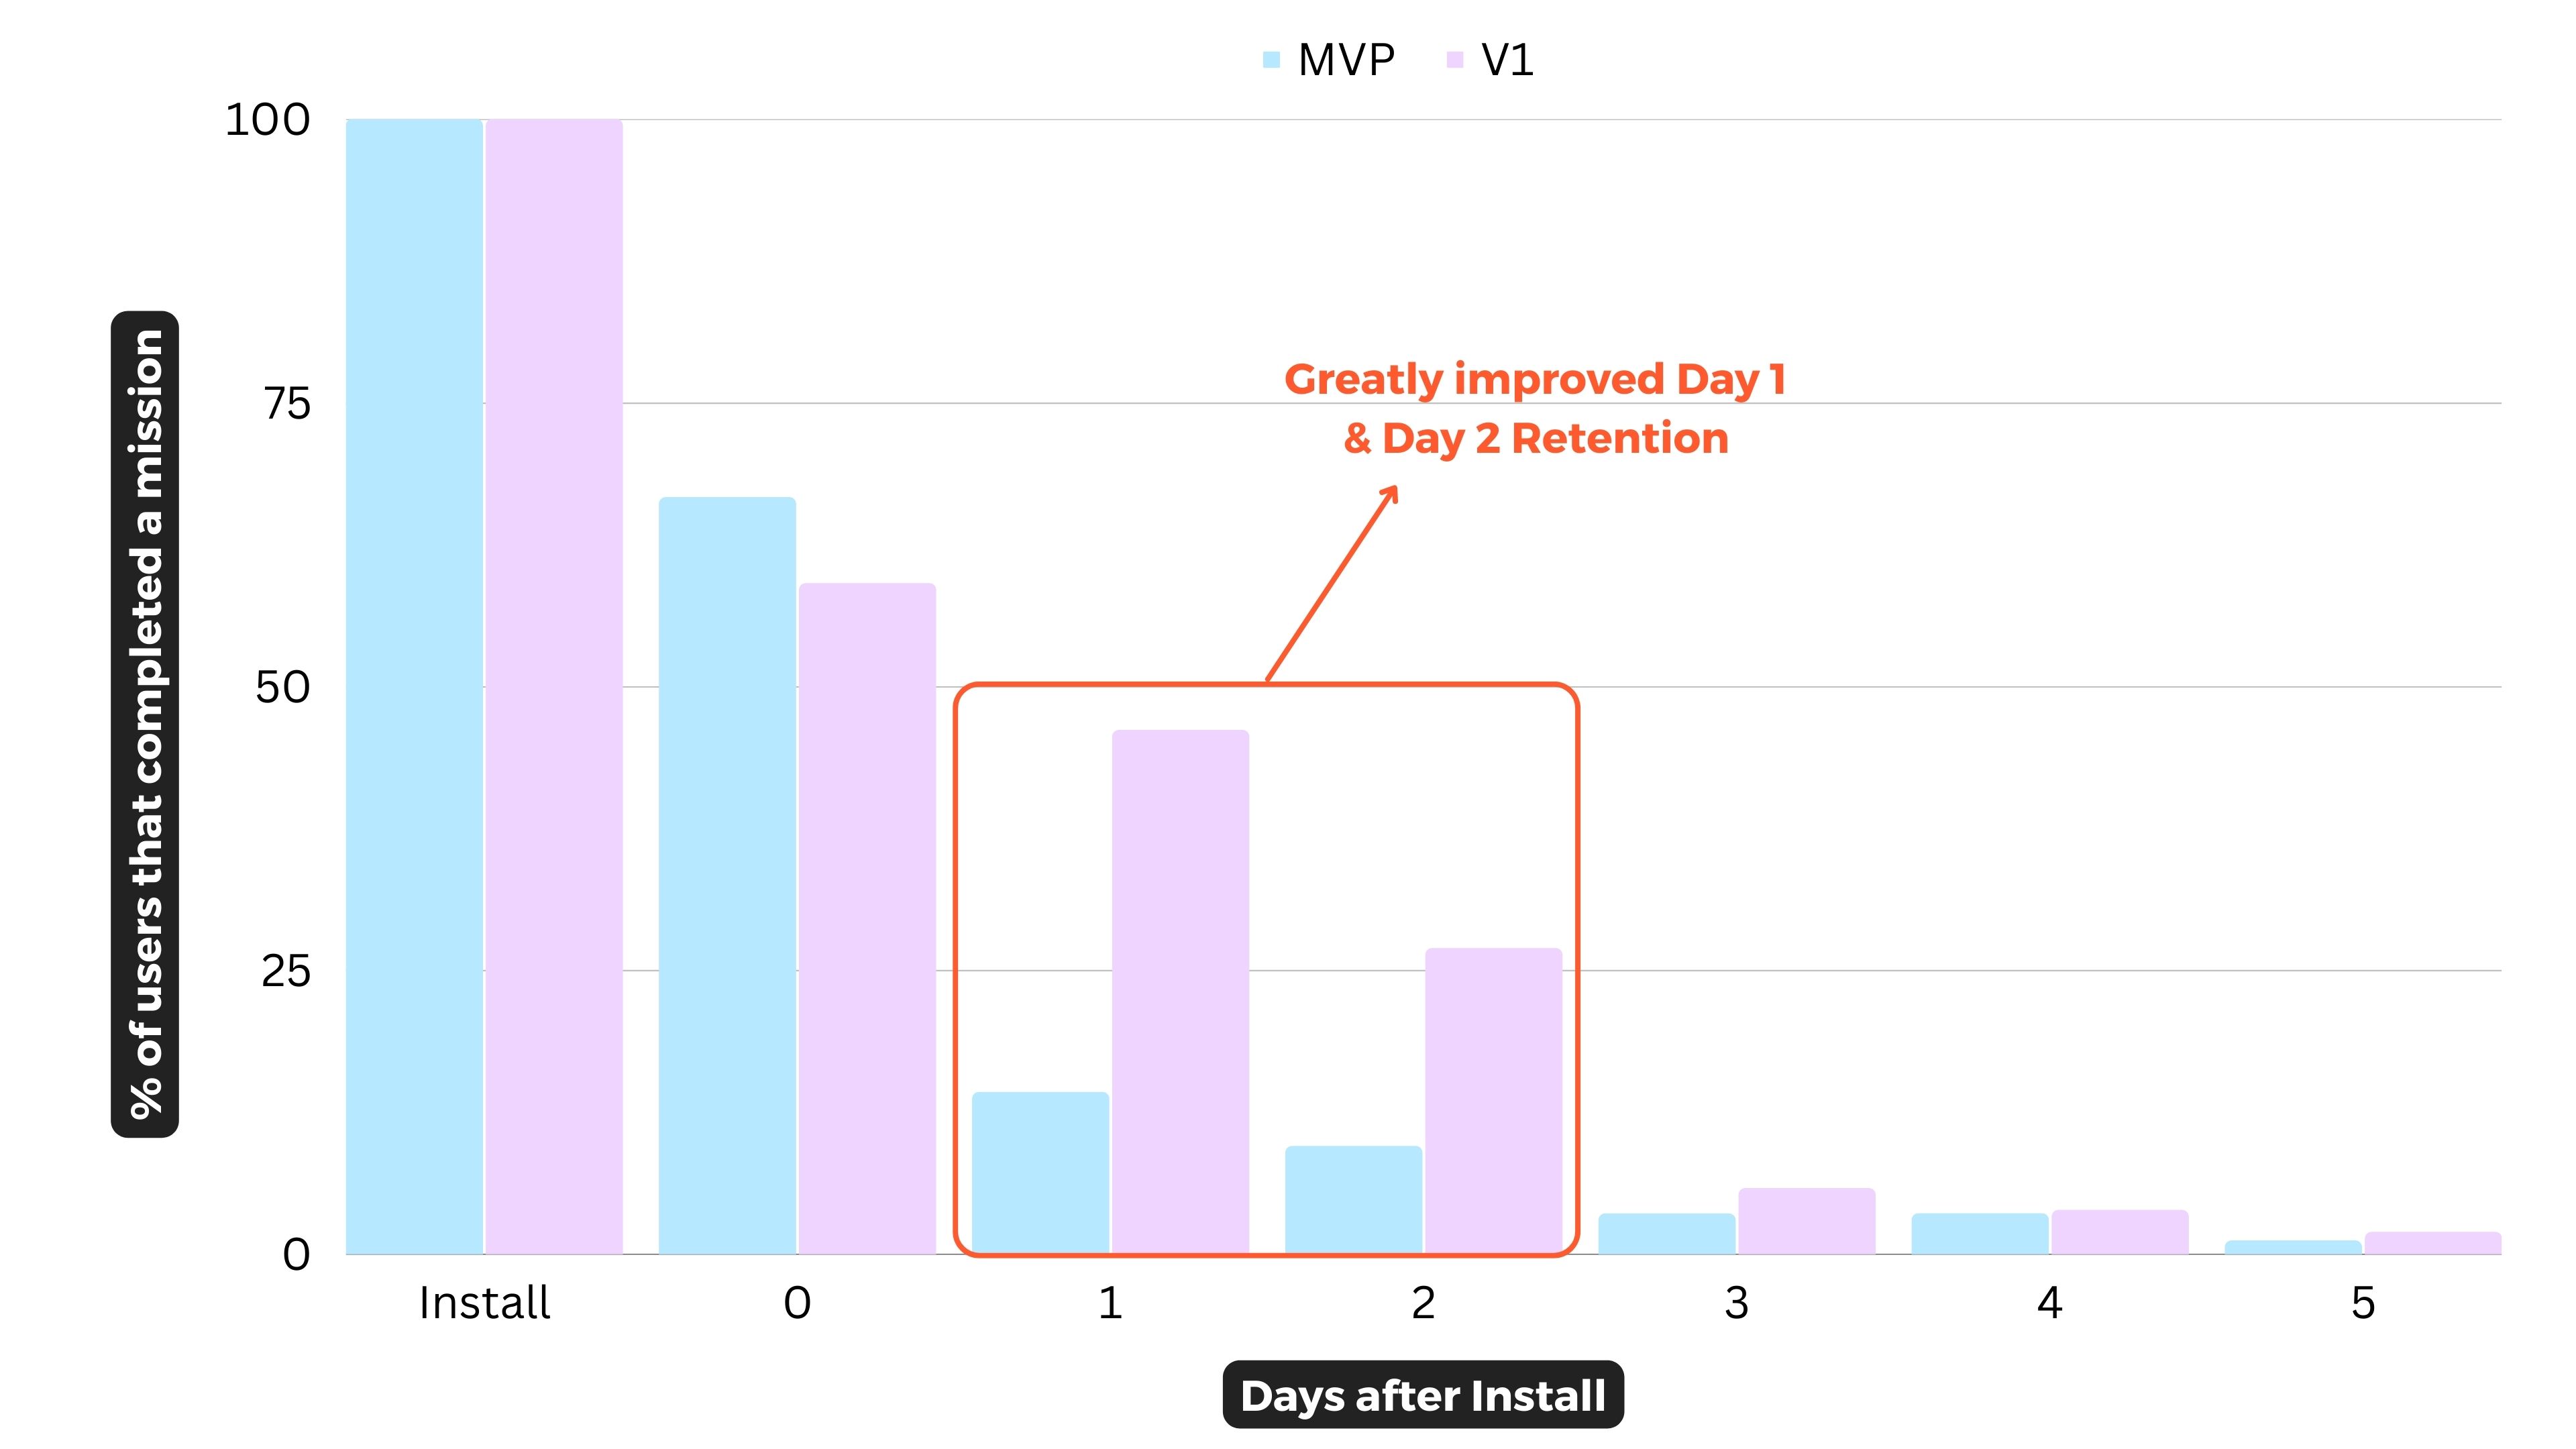 MVP
V1
100
75
50
25
0
% of users that completed a mission
Greatly improved Day 1
& Day 2 Retention
Install
0
1
2
3
4
5
Days after Install